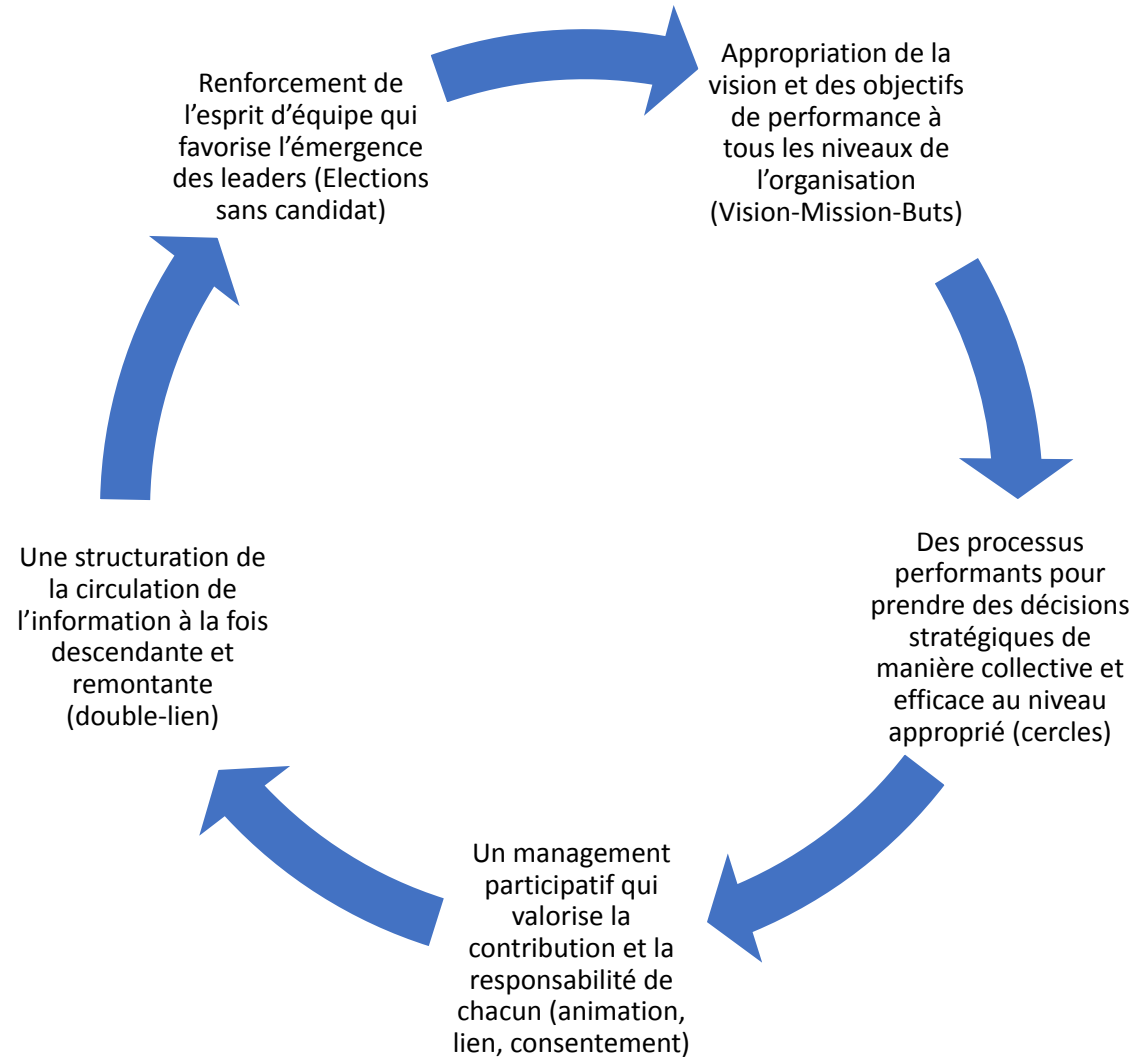 Appropriation de la
vision et des objectifs
de performance à
tous les niveaux de
l’organisation
(Vision-Mission-Buts)
Des processus
performants pour
prendre des décisions
stratégiques de
manière collective et
efficace au niveau
approprié (cercles)
Un management
participatif qui
valorise la
contribution et la
responsabilité de
chacun (animation,
lien, consentement)
Une structuration de
la circulation de
l’information à la fois
descendante et
remontante
(double-lien)
Renforcement de
l’esprit d’équipe qui
favorise l’émergence
des leaders (Elections
sans candidat)